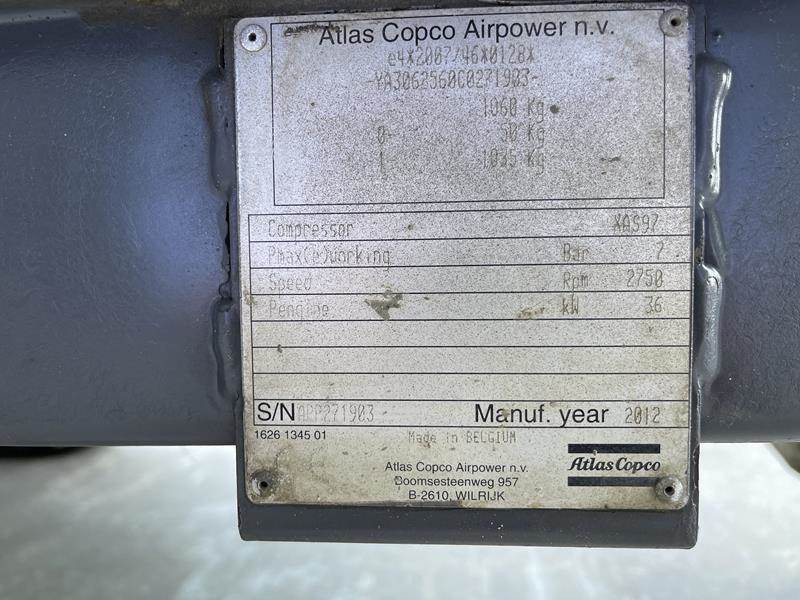 Atlas Copco Airpower n.v.
e4*2007/46*0128*
-YA3062560C0271903-
1060 Kg
0- 50 Kg
1- 1035 Kg
Compressor XAS97
Pmax(e)working Bar 7
Speed Rpm 2750
Pengine kW 36
S/N APP271903 Manuf. year 2012
1626 1345 01
Made in BELGIUM
Atlas Copco Airpower n.v.
Boomsesteenweg 957
B-2610, WILRIJK
Atlas Copco